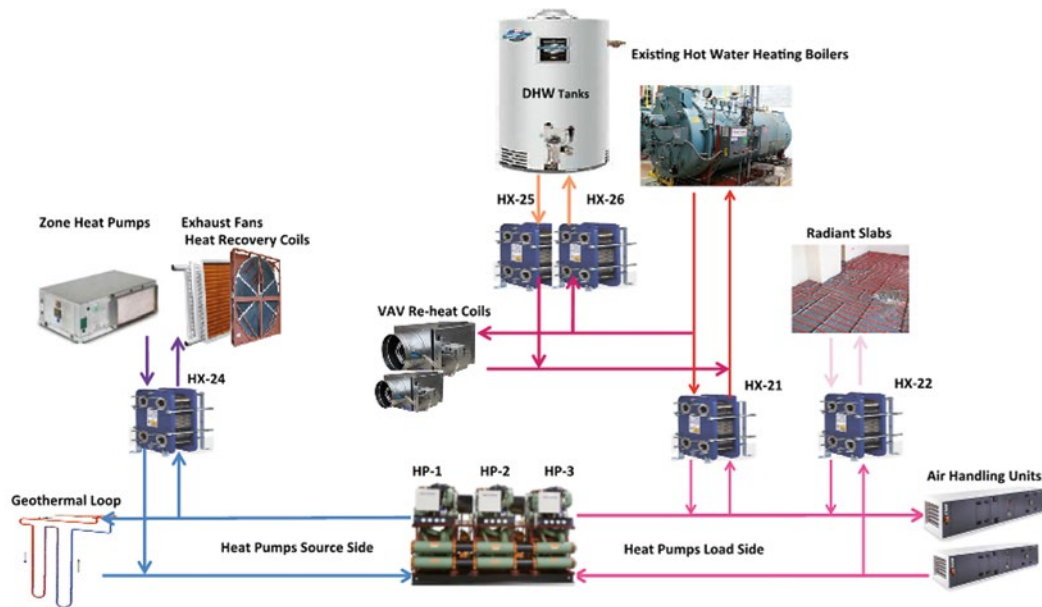 Existing Hot Water Heating Boilers
DHW Tanks
HX-25
HX-26
Zone Heat Pumps
Exhaust Fans
Heat Recovery Coils
Radiant Slabs
VAV Re-heat Coils
HX-24
HX-21
HX-22
HP-1
HP-2
HP-3
Air Handling Units
Geothermal Loop
Heat Pumps Source Side
Heat Pumps Load Side